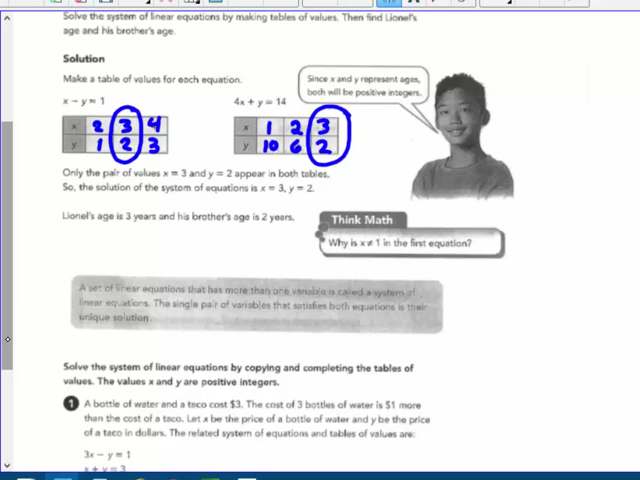 Solve the system of linear equations by making tables of values. Then find Lionel's
age and his brother's age.
Solution
Make a table of values for each equation.
Since x and y represent ages,
both will be positive integers.
x − y = 1
x 2 3 4
y 1 2 3
4x + y = 14
x 1 2 3
y 10 6 2
Only the pair of values x = 3 and y = 2 appear in both tables.
So, the solution of the system of equations is x = 3, y = 2.
Lionel's age is 3 years and his brother's age is 2 years.
Think Math
Why is x ≠ 1 in the first equation?
A set of linear equations that has more than one variable is called a system of
linear equations. The single pair of variables that satisfies both equations is their
unique solution.
Solve the system of linear equations by copying and completing the tables of
values. The values x and y are positive integers.
1 A bottle of water and a taco cost $3. The cost of 3 bottles of water is $1 more
than the cost of a taco. Let x be the price of a bottle of water and y be the price
of a taco in dollars. The related system of equations and tables of values are:
3x − y = 1
x + y = 3